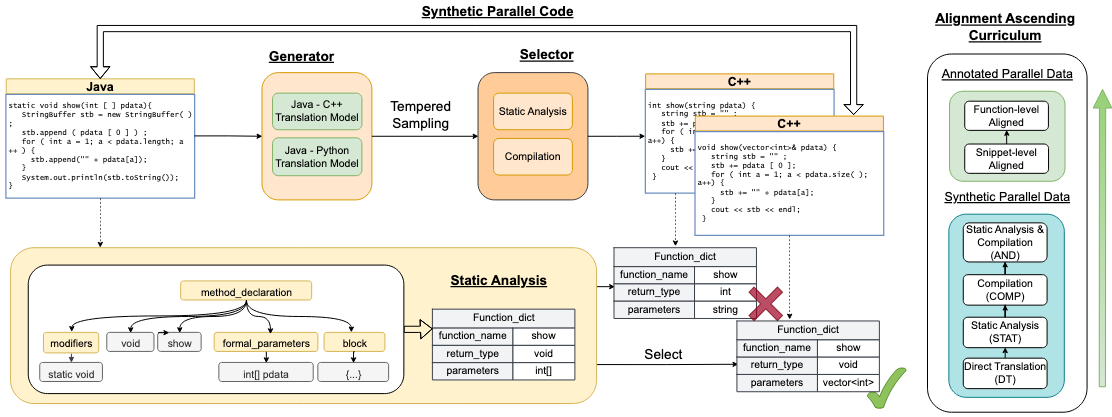 Synthetic Parallel Code
Generator
Selector
Java
static void show(int [ ] pdata){
StringBuffer stb = new StringBuffer( )
;
stb.append ( pdata [ 0 ] ) ;
for ( int a = 1; a < pdata.length; a
++ ) {
stb.append("" + pdata[a]);
}
System.out.println(stb.toString());
}
Java - C++
Translation Model
Java - Python
Translation Model
Tempered
Sampling
Static Analysis
Compilation
C++
int show(string pdata) {
string stb = "" ;
stb += p
for ( int
a++) {
stb +=
}
cout <<
}
C++
void show(vector<int>& pdata) {
string stb = "" ;
stb += pdata [ 0 ];
for ( int a = 1; a < pdata.size( );
a++) {
stb += "" + pdata[a];
}
cout << stb << endl;
}
Static Analysis
method_declaration
modifiers
void
show
formal_parameters
block
static void
int[] pdata
{...}
Function_dict
function_name show
return_type void
parameters int[]
Select
Function_dict
function_name show
return_type int
parameters string
Function_dict
function_name show
return_type void
parameters vector<int>
Alignment Ascending
Curriculum
Annotated Parallel Data
Function-level
Aligned
Snippet-level
Aligned
Synthetic Parallel Data
Static Analysis &
Compilation
(AND)
Compilation
(COMP)
Static Analysis
(STAT)
Direct Translation
(DT)